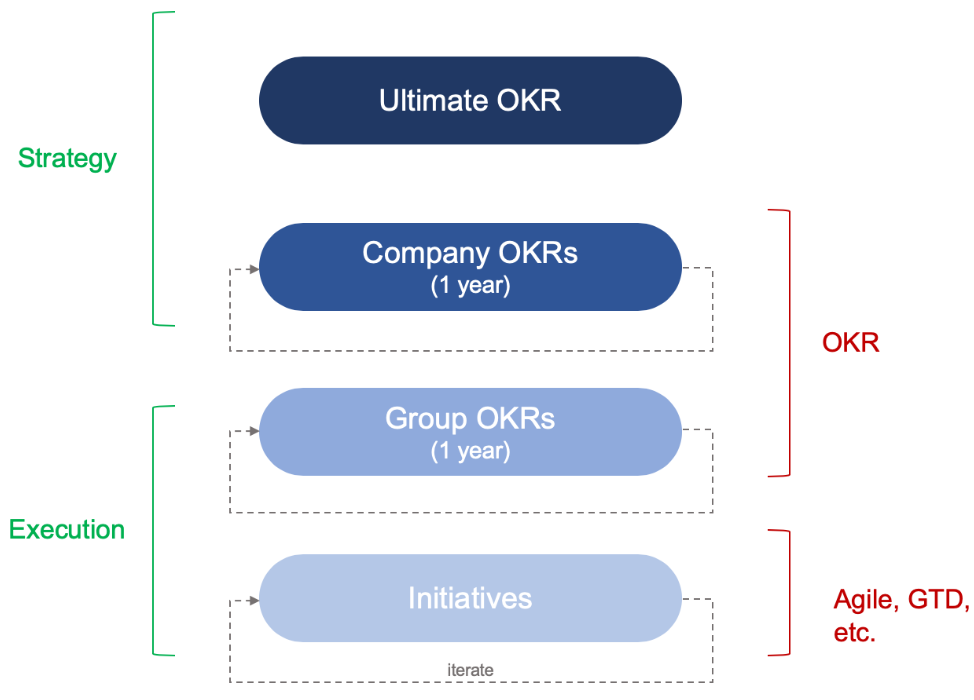 Ultimate OKR
Strategy
Company OKRs
(1 year)
OKR
Group OKRs
(1 year)
Execution
Initiatives
Agile, GTD,
etc.
iterate